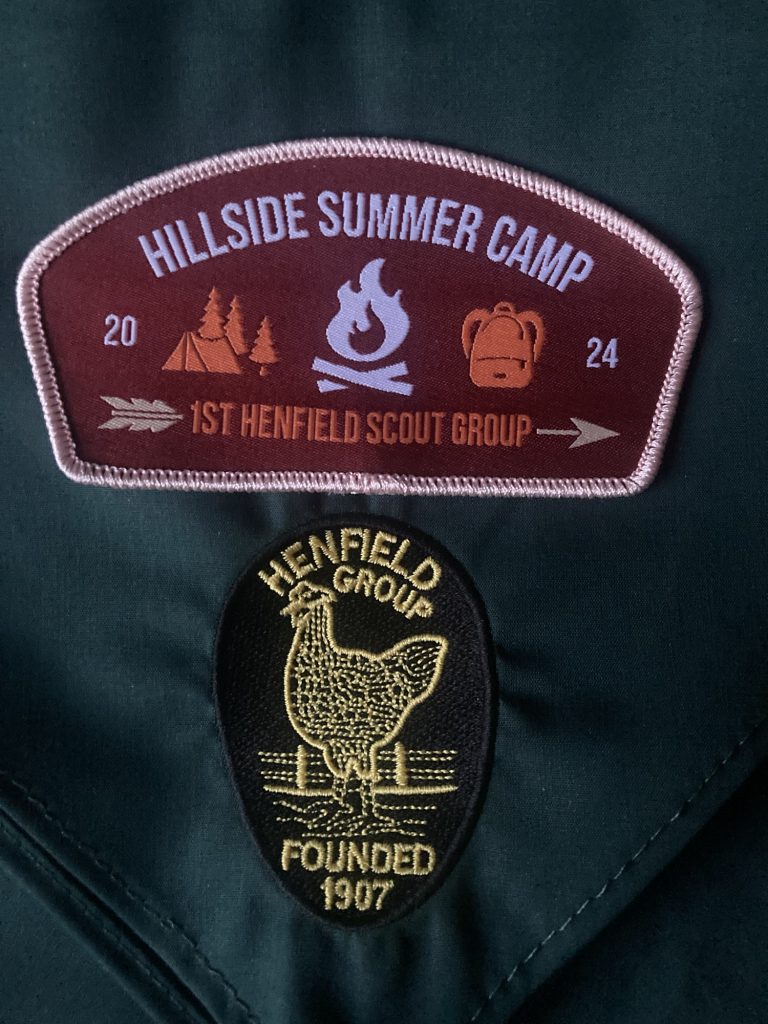 HILLSIDE SUMMER CAMP
20 24
1ST HENFIELD SCOUT GROUP
HENFIELD
GROUP
FOUNDED
1907